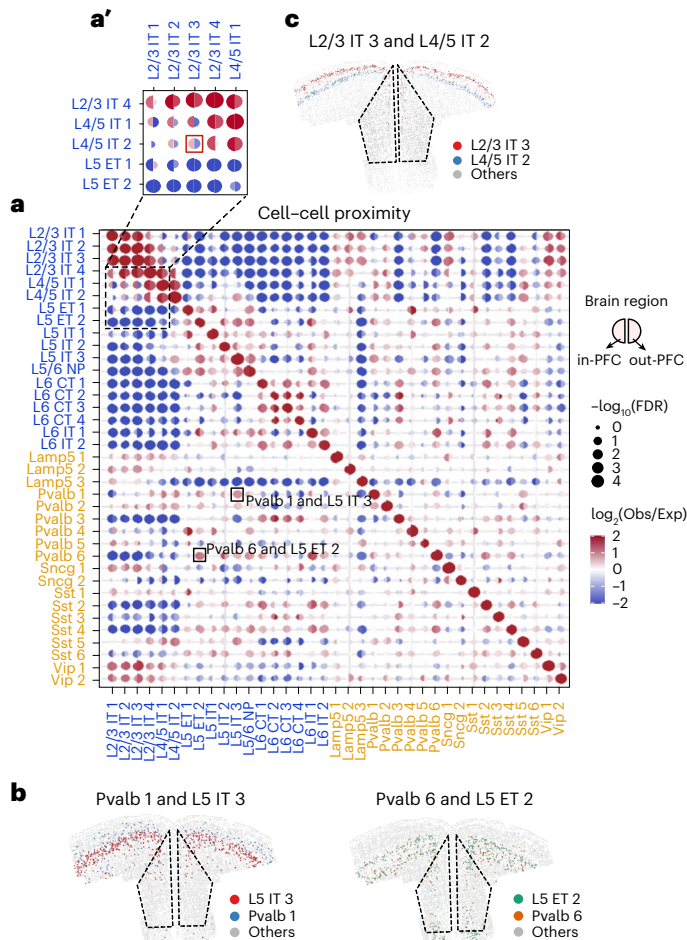 a′
L2/3 IT 1
L2/3 IT 2
L2/3 IT 3
L2/3 IT 4
L4/5 IT 1
L2/3 IT 4
L4/5 IT 1
L4/5 IT 2
L5 ET 1
L5 ET 2
c
L2/3 IT 3 and L4/5 IT 2
L2/3 IT 3
L4/5 IT 2
Others
a
Cell–cell proximity
L2/3 IT 1
L2/3 IT 2
L2/3 IT 3
L2/3 IT 4
L4/5 IT 1
L4/5 IT 2
L5 ET 1
L5 ET 2
L5 IT 1
L5 IT 2
L5 IT 3
L5/6 NP
L6 CT 1
L6 CT 2
L6 CT 3
L6 CT 4
L6 IT 1
L6 IT 2
Lamp5 1
Lamp5 2
Lamp5 3
Pvalb 1
Pvalb 2
Pvalb 3
Pvalb 4
Pvalb 5
Pvalb 6
Sncg 1
Sncg 2
Sst 1
Sst 2
Sst 3
Sst 4
Sst 5
Sst 6
Vip 1
Vip 2
Pvalb 1 and L5 IT 3
Pvalb 6 and L5 ET 2
L2/3 IT 1
L2/3 IT 2
L2/3 IT 3
L2/3 IT 4
L4/5 IT 1
L4/5 IT 2
L5 ET 1
L5 ET 2
L5 IT 1
L5 IT 2
L5 IT 3
L5/6 NP
L6 CT 1
L6 CT 2
L6 CT 3
L6 CT 4
L6 IT 1
L6 IT 2
Lamp5 1
Lamp5 2
Lamp5 3
Pvalb 1
Pvalb 2
Pvalb 3
Pvalb 4
Pvalb 5
Pvalb 6
Sncg 1
Sncg 2
Sst 1
Sst 2
Sst 3
Sst 4
Sst 5
Sst 6
Vip 1
Vip 2
Brain region
in-PFC out-PFC
−log10(FDR)
0
1
2
3
4
log2(Obs/Exp)
2
1
0
−1
−2
b
Pvalb 1 and L5 IT 3
L5 IT 3
Pvalb 1
Others
Pvalb 6 and L5 ET 2
L5 ET 2
Pvalb 6
Others